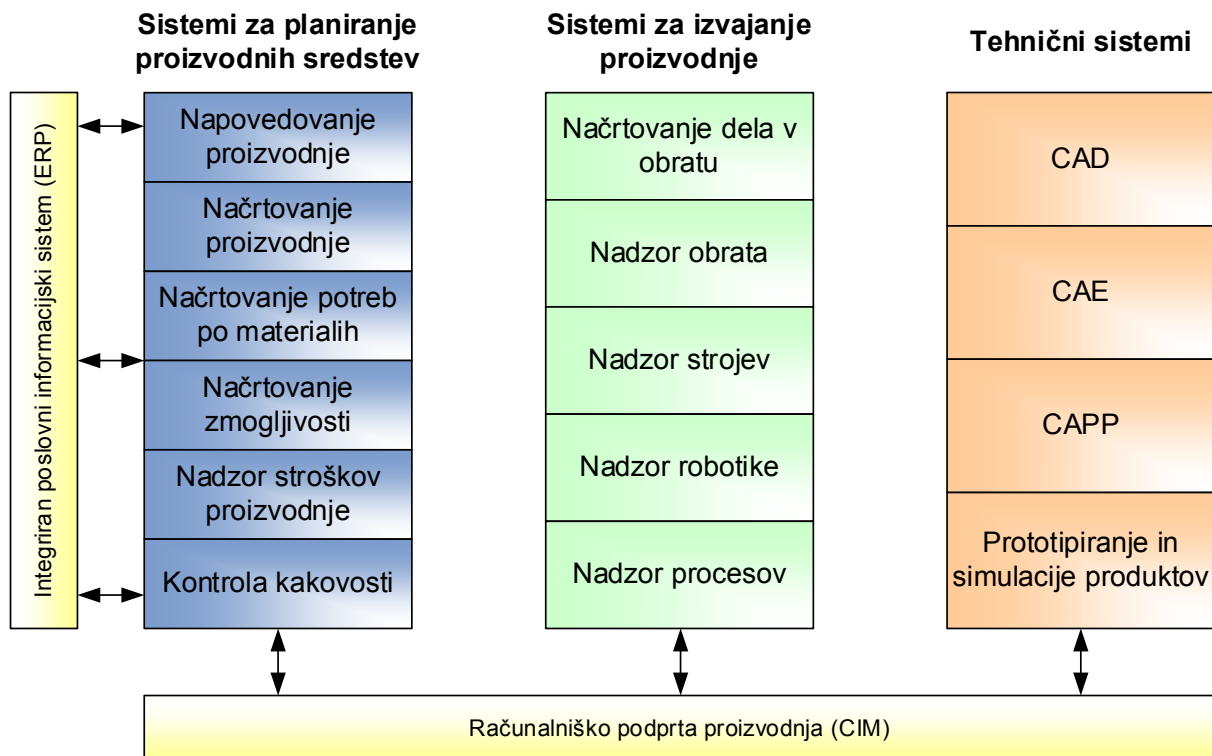 Sistemi za planiranje
proizvodnih sredstev
Sistemi za izvajanje
proizvodnje
Tehnični sistemi
Integriran poslovni informacijski sistem (ERP)
Napovedovanje
proizvodnje
Načrtovanje
proizvodnje
Načrtovanje potreb
po materialih
Načrtovanje
zmogljivosti
Nadzor stroškov
proizvodnje
Kontrola kakovosti
Načrtovanje dela v
obratu
Nadzor obrata
Nadzor strojev
Nadzor robotike
Nadzor procesov
CAD
CAE
CAPP
Prototipiranje in
simulacije produktov
Računalniško podprta proizvodnja (CIM)